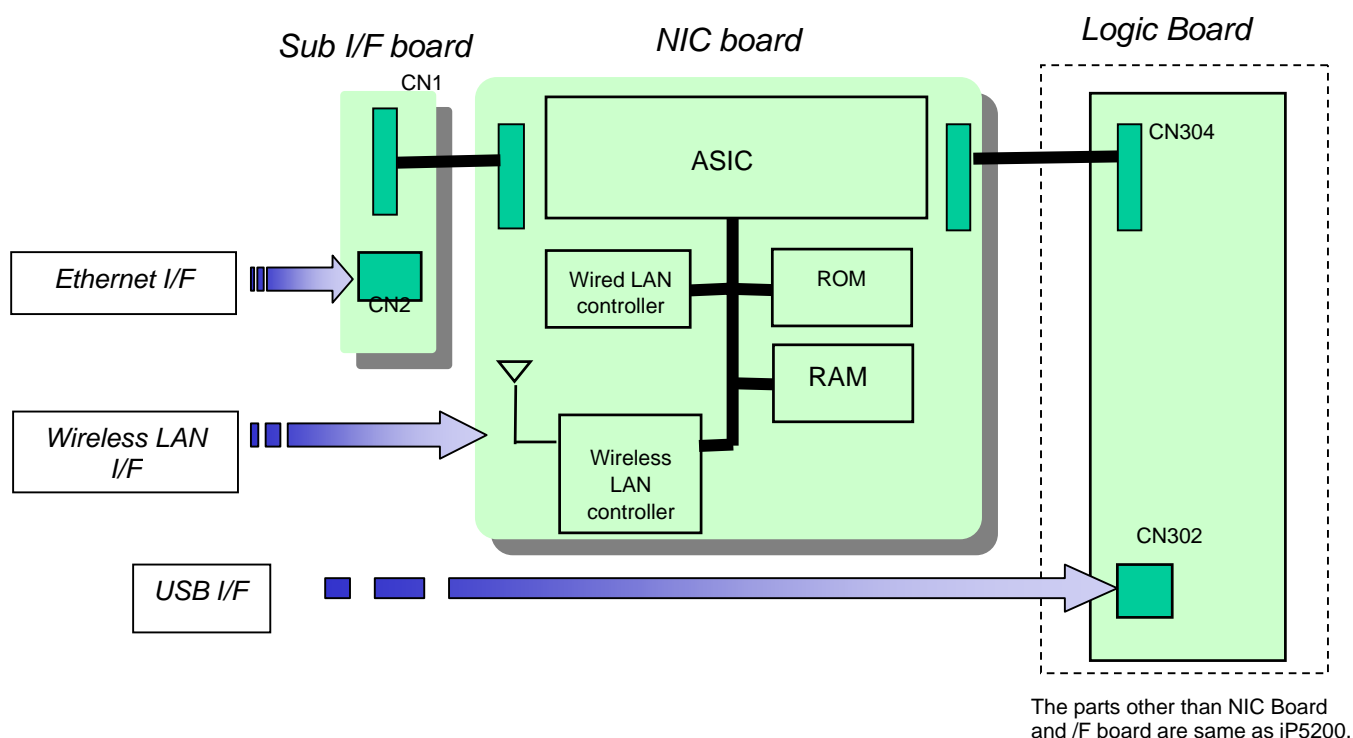 Sub I/F board
NIC board
Logic Board
CN1
ASIC
CN304
Ethernet I/F
CN2
Wired LAN
controller
ROM
RAM
Wireless LAN
I/F
Wireless
LAN
controller
CN302
USB I/F
The parts other than NIC Board
and /F board are same as iP5200.